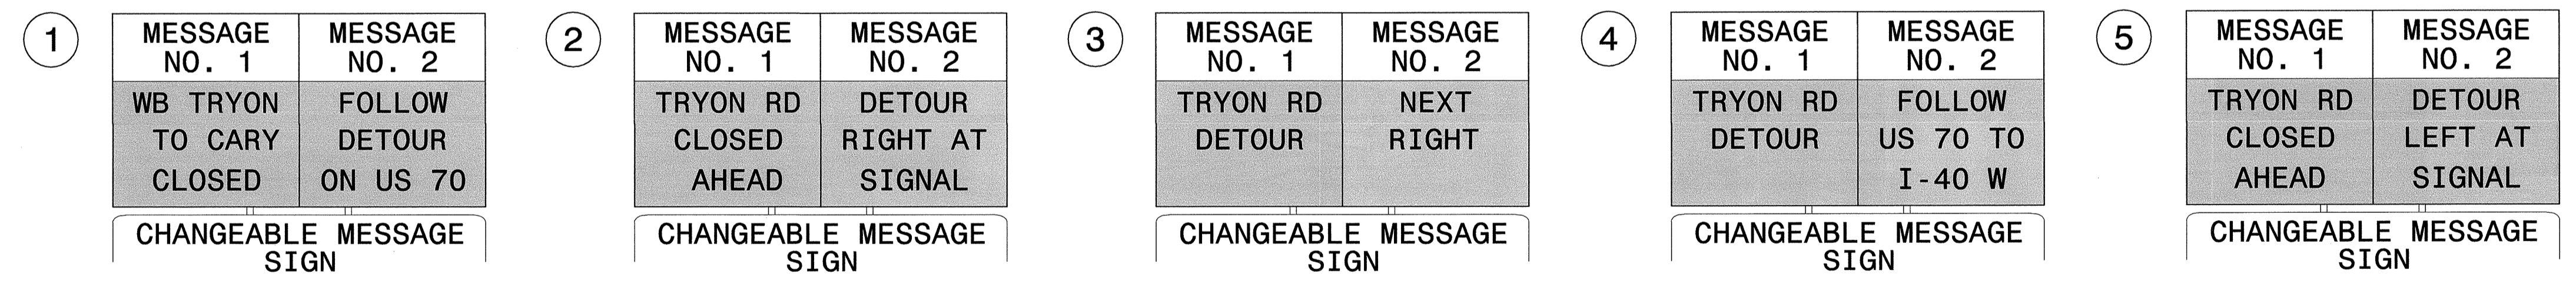 1
MESSAGE NO. 1
MESSAGE NO. 2
WB TRYON
TO CARY
CLOSED
FOLLOW
DETOUR
ON US 70
CHANGEABLE MESSAGE
SIGN
2
MESSAGE NO. 1
MESSAGE NO. 2
TRYON RD
CLOSED
AHEAD
DETOUR
RIGHT AT
SIGNAL
CHANGEABLE MESSAGE
SIGN
3
MESSAGE NO. 1
MESSAGE NO. 2
TRYON RD
DETOUR
NEXT
RIGHT
CHANGEABLE MESSAGE
SIGN
4
MESSAGE NO. 1
MESSAGE NO. 2
TRYON RD
DETOUR
FOLLOW
US 70 TO
I-40 W
CHANGEABLE MESSAGE
SIGN
5
MESSAGE NO. 1
MESSAGE NO. 2
TRYON RD
CLOSED
AHEAD
DETOUR
LEFT AT
SIGNAL
CHANGEABLE MESSAGE
SIGN